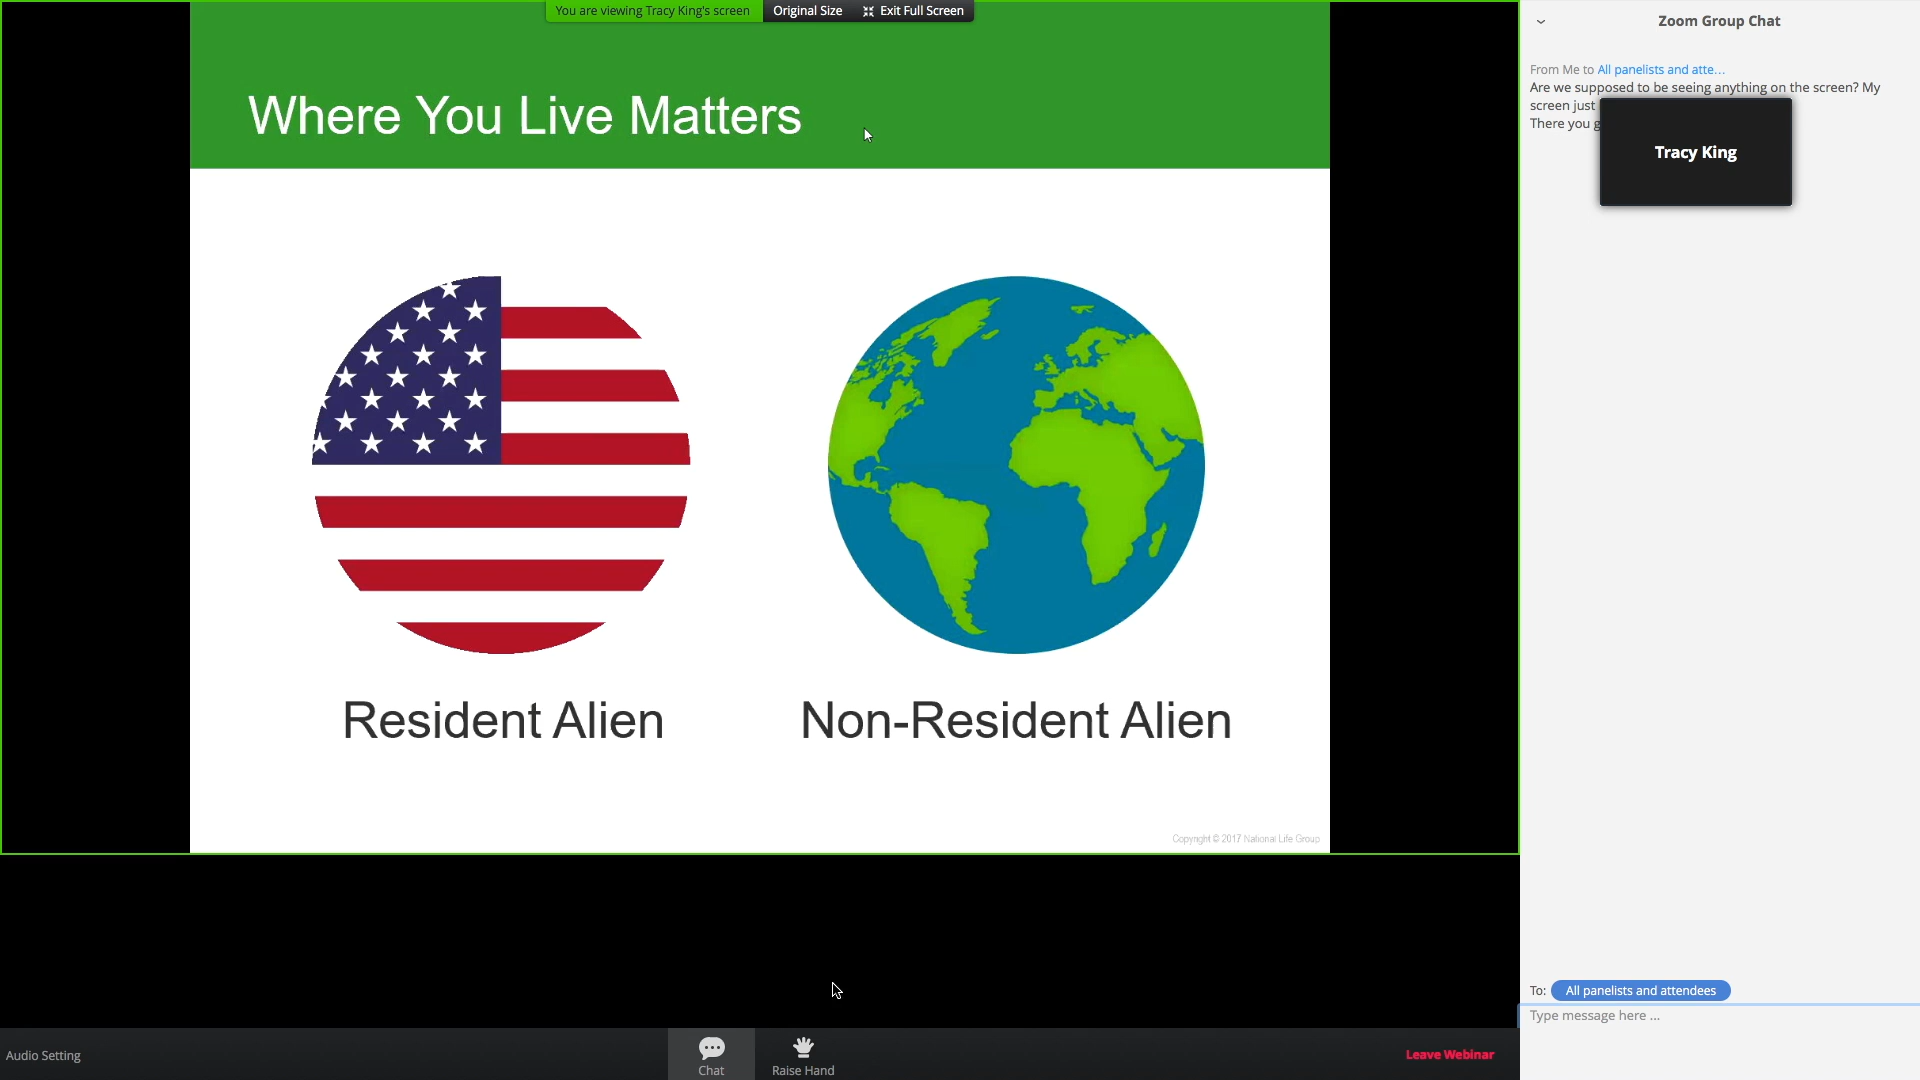 You are viewing Tracy King's screen Original Size Exit Full Screen
Zoom Group Chat
Where You Live Matters
From Me to All panelists and atte...
Are we supposed to be seeing anything on the screen? My
screen just
There you
Tracy King
Resident Alien Non-Resident Alien
Copyright © 2017 National Life Group
To: All panelists and attendees
Type message here ...
Audio Setting
Chat
Raise Hand
Leave Webinar